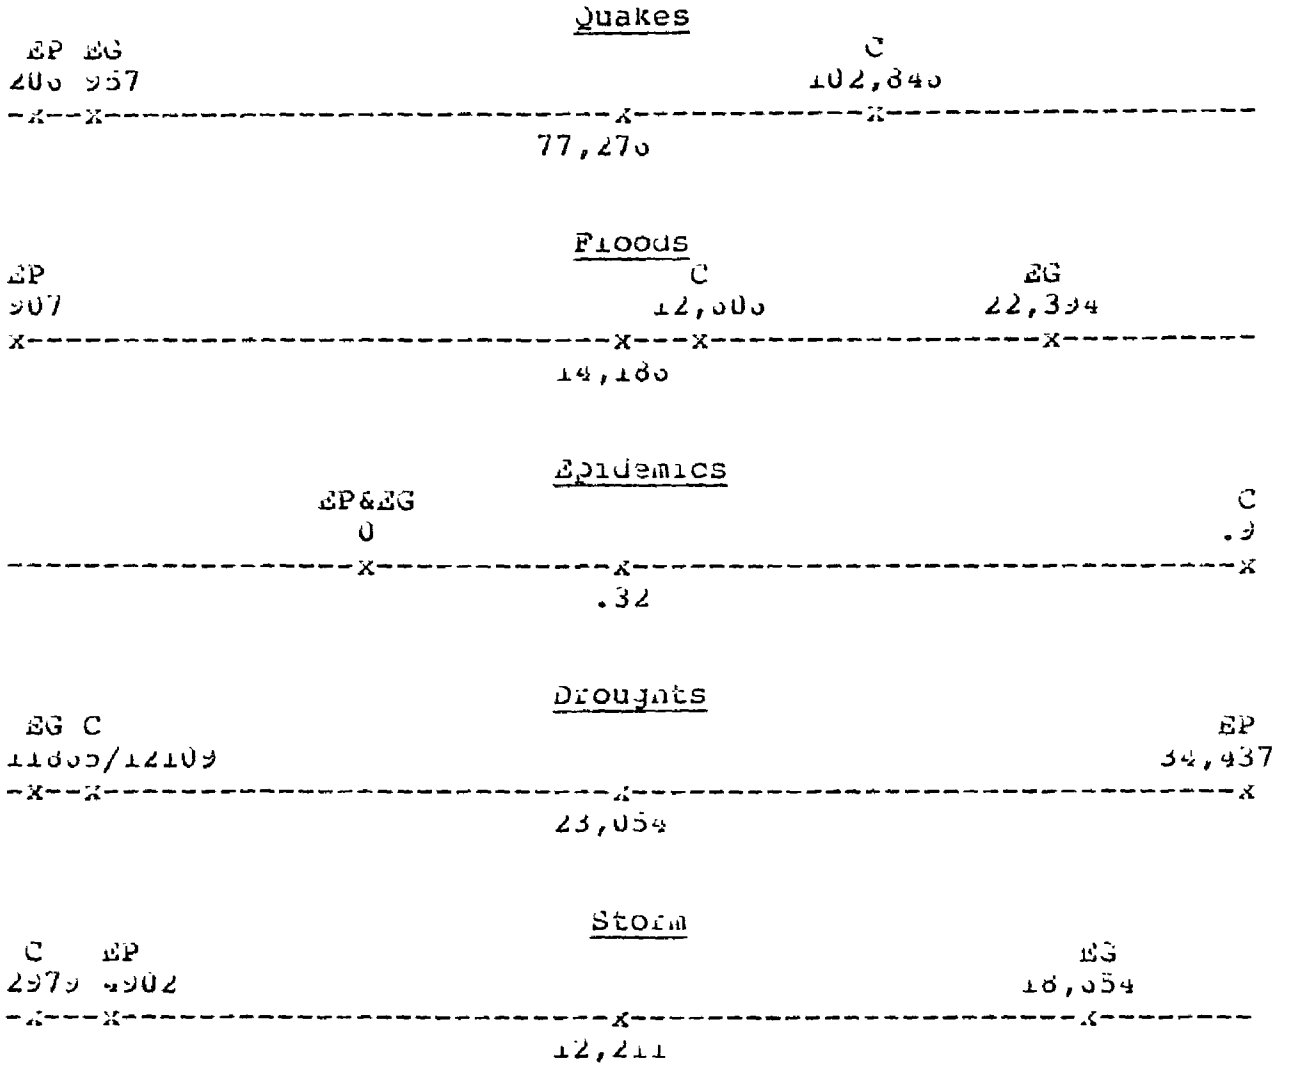 Quakes
EP EG C
206 957 102,846
-x--x---------------------------x------------x-------------------
77,276
Floods
EP C EG
907 12,606 22,394
x-------------------------------x---x------------------x----------
14,186
Epidemics
EP&EG C
0 .9
------------------x------------x--------------------------------x
.32
Droughts
EG C EP
11865/12109 34,437
-x--x---------------------------x--------------------------------x
23,054
Storm
C EP EG
2979 4902 18,654
-x---x--------------------------x------------------------x--------
12,211